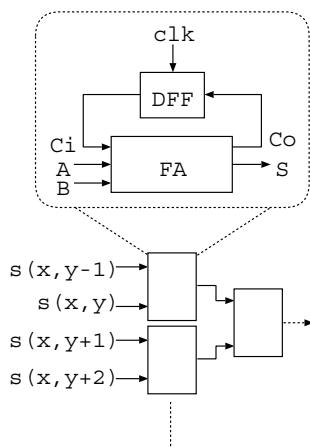 clk
DFF
Ci
Co
A
FA
S
B
s(x,y-1)
s(x,y)
s(x,y+1)
s(x,y+2)